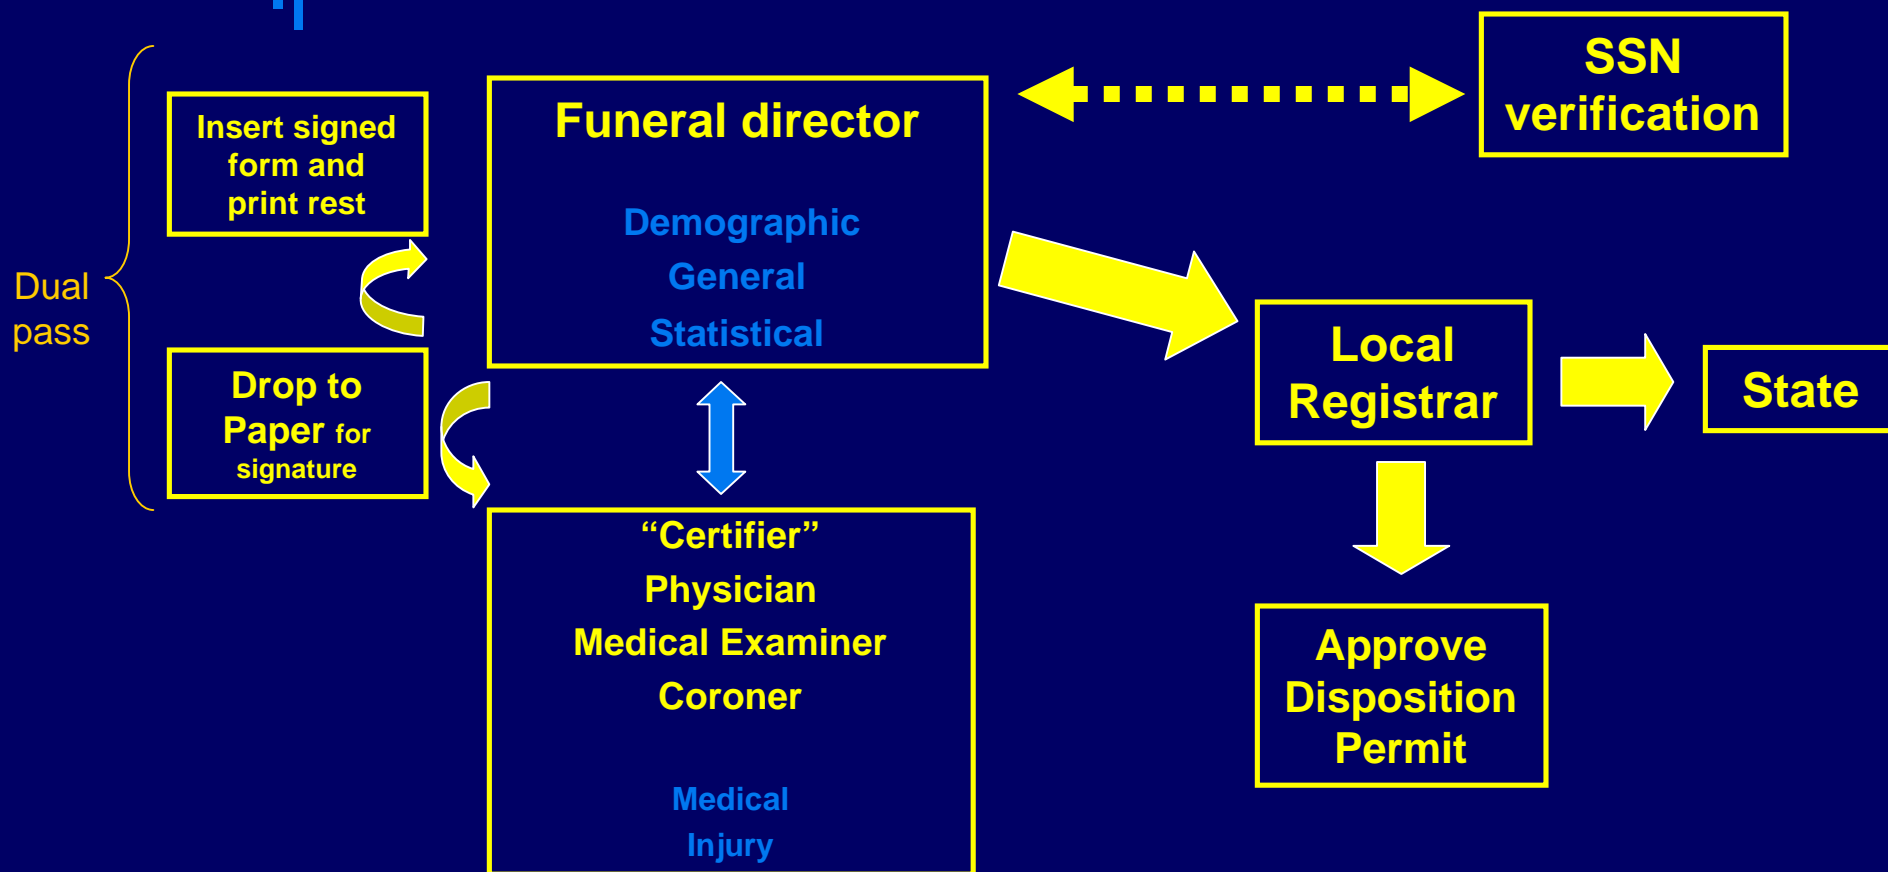 Dual
pass
Insert signed
form and
print rest
Drop to
Paper for
signature
Funeral director
Demographic
General
Statistical
“Certifier”
Physician
Medical Examiner
Coroner
Medical
Injury
SSN
verification
Local
Registrar
State
Approve
Disposition
Permit